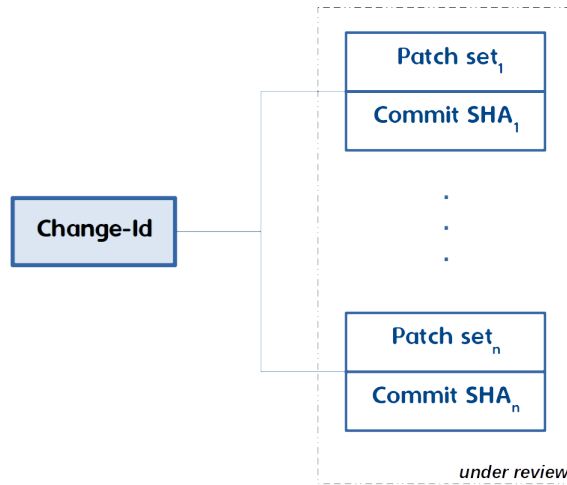 Patch set₁
Commit SHA₁
Change-Id
.
.
.
Patch setₙ
Commit SHAₙ
under review